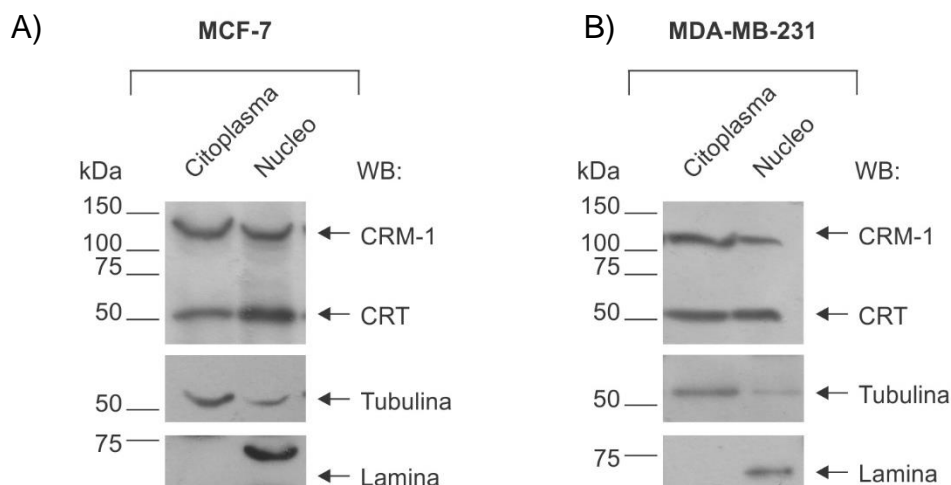 A)
MCF-7
Citoplasma
Nucleo
kDa
WB:
150
100
75
50
CRM-1
CRT
50
Tubulina
75
Lamina
B)
MDA-MB-231
Citoplasma
Nucleo
kDa
WB:
150
100
75
50
CRM-1
CRT
50
Tubulina
75
Lamina